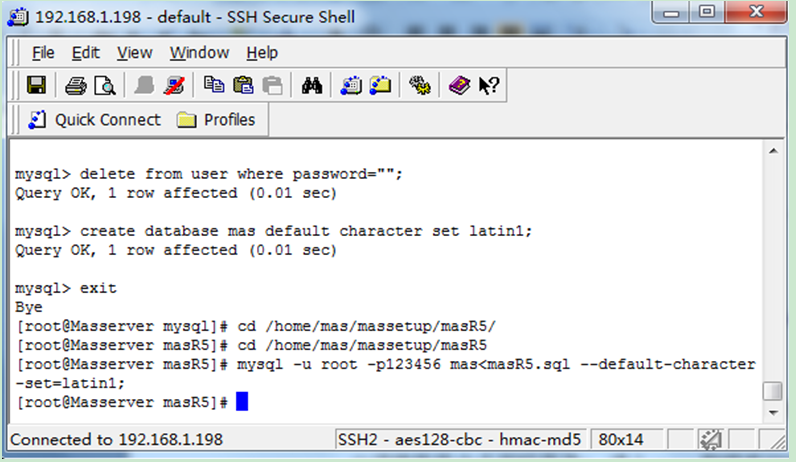 192.168.1.198 - default - SSH Secure Shell
File Edit View Window Help
Quick Connect Profiles
mysql> delete from user where password="";
Query OK, 1 row affected (0.01 sec)
mysql> create database mas default character set latin1;
Query OK, 1 row affected (0.01 sec)
mysql> exit
Bye
[root@Masserver mysql]# cd /home/mas/massetup/masR5/
[root@Masserver masR5]# cd /home/mas/massetup/masR5
[root@Masserver masR5]# mysql -u root -p123456 mas<masR5.sql --default-character
-set=latin1;
[root@Masserver masR5]#
Connected to 192.168.1.198 SSH2 - aes128-cbc - hmac-md5 80x14